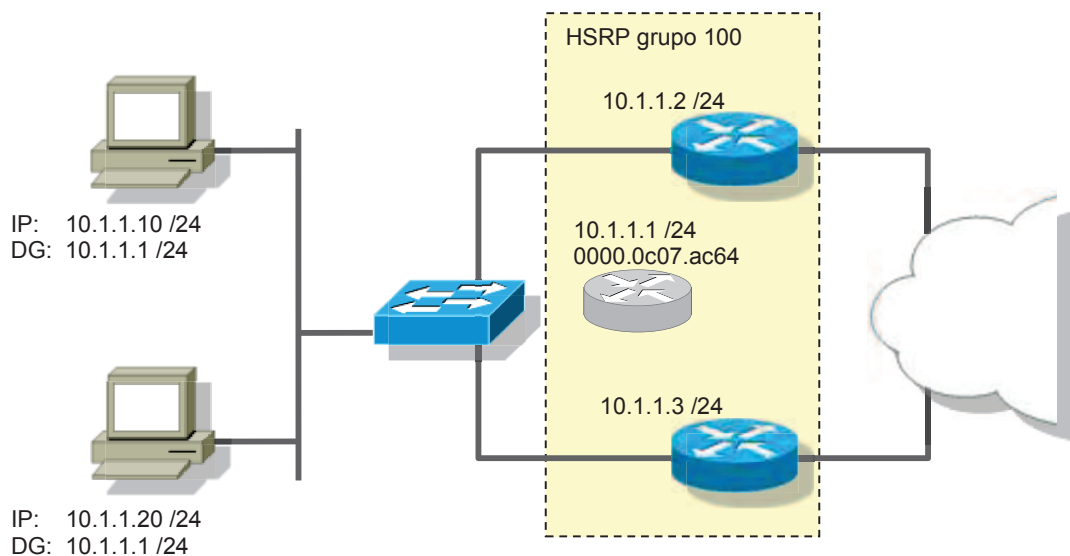 HSRP grupo 100
10.1.1.2 /24
IP: 10.1.1.10 /24
DG: 10.1.1.1 /24
10.1.1.1 /24
0000.0c07.ac64
10.1.1.3 /24
IP: 10.1.1.20 /24
DG: 10.1.1.1 /24